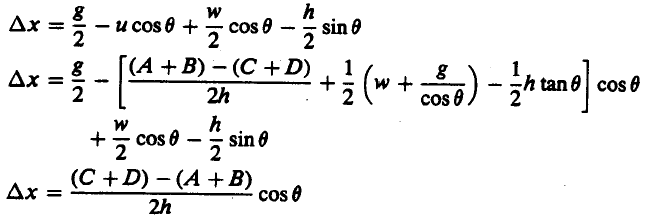 Δx = g/2 − u cos θ + w/2 cos θ − h/2 sin θ
Δx = g/2 − [((A + B) − (C + D))/2h + 1/2 (w + g/cos θ) − 1/2 h tan θ] cos θ
+ w/2 cos θ − h/2 sin θ
Δx = ((C + D) − (A + B))/2h cos θ